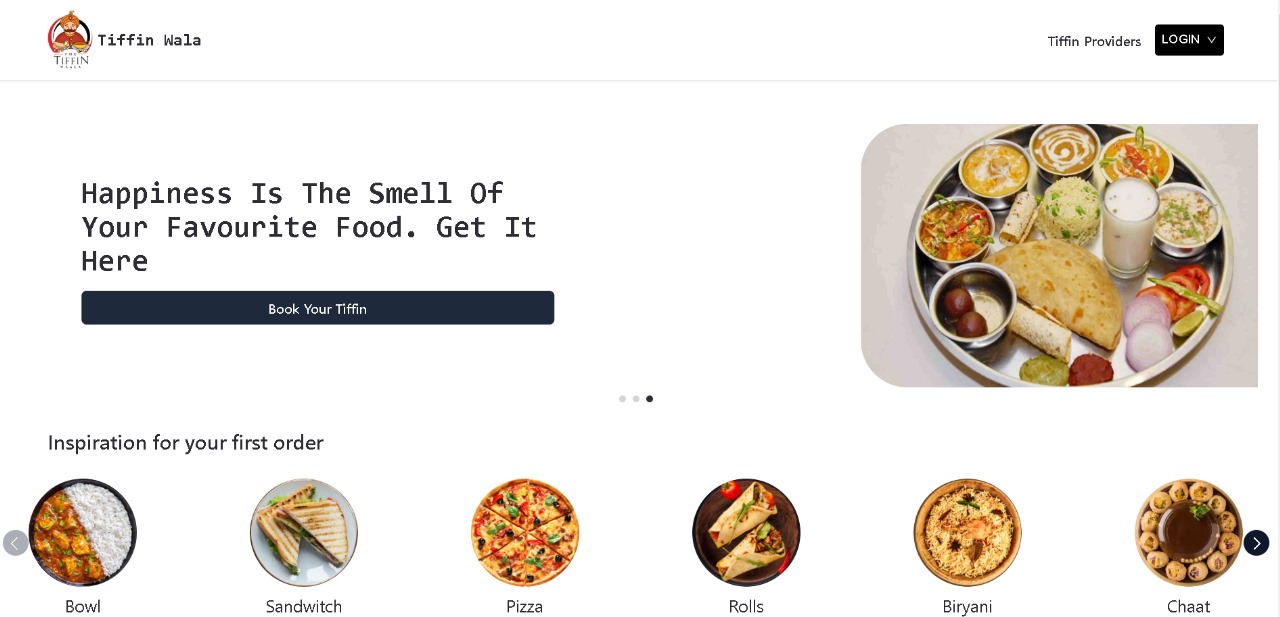 Tiffin Wala
THE
TIFFIN
WAALA
Tiffin Providers
LOGIN
Happiness Is The Smell Of
Your Favourite Food. Get It
Here
Book Your Tiffin
Inspiration for your first order
Bowl
Sandwitch
Pizza
Rolls
Biryani
Chaat